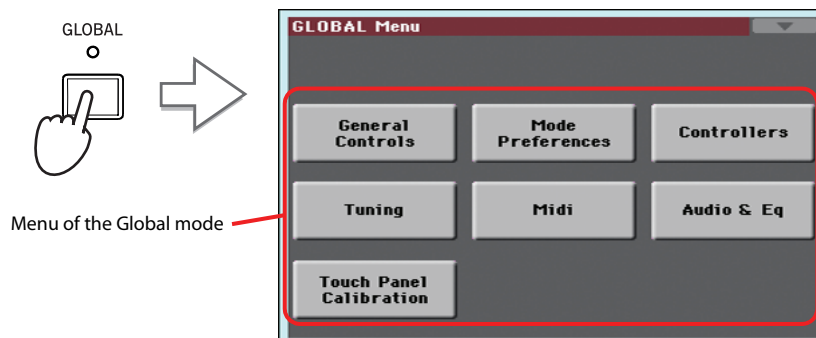 GLOBAL
GLOBAL Menu
General
Controls
Mode
Preferences
Controllers
Tuning
Midi
Audio & Eq
Touch Panel
Calibration
Menu of the Global mode